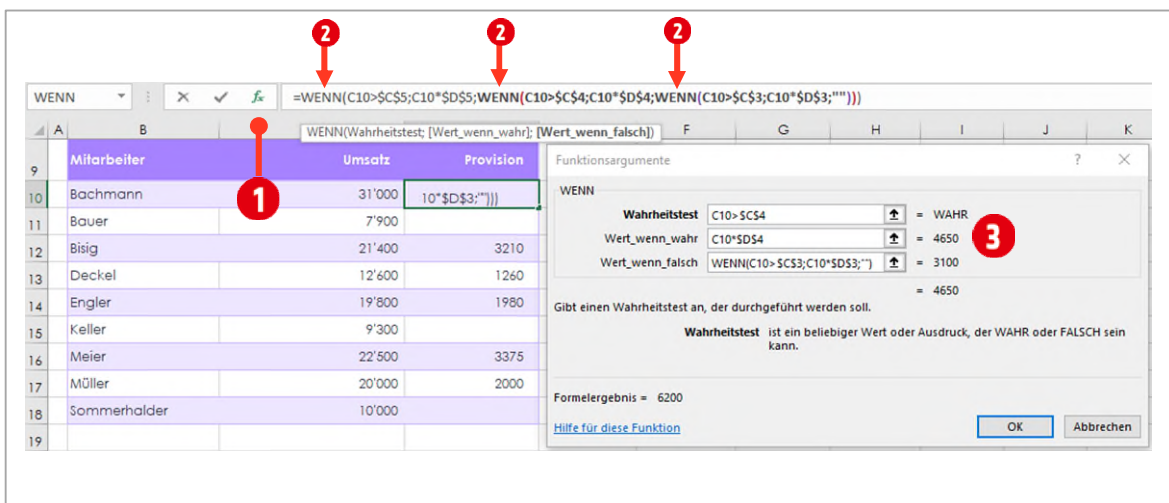 2 2 2
WENN fx =WENN(C10>$C$5;C10*$D$5;WENN(C10>$C$4;C10*$D$4;WENN(C10>$C$3;C10*$D$3;"")))
WENN(Wahrheitstest; [Wert_wenn_wahr]; [Wert_wenn_falsch])
A B F G H I J K
9 Mitarbeiter Umsatz Provision
10 Bachmann 31'000 10*$D$3;"")))
11 Bauer 7'900
12 Bisig 21'400 3210
13 Deckel 12'600 1260
14 Engler 19'800 1980
15 Keller 9'300
16 Meier 22'500 3375
17 Müller 20'000 2000
18 Sommerhalder 10'000
19
1
Funktionsargumente ? ×
WENN
Wahrheitstest C10>$C$4 = WAHR
Wert_wenn_wahr C10*$D$4 = 4650
Wert_wenn_falsch WENN(C10>$C$3;C10*$D$3;"") = 3100
3
= 4650
Gibt einen Wahrheitstest an, der durchgeführt werden soll.
Wahrheitstest ist ein beliebiger Wert oder Ausdruck, der WAHR oder FALSCH sein
kann.
Formelergebnis = 6200
Hilfe für diese Funktion OK Abbrechen